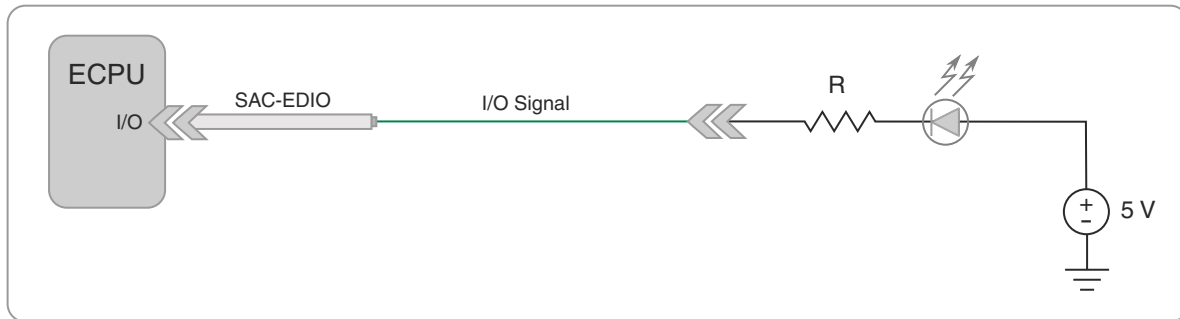 ECPU
I/O
SAC-EDIO
I/O Signal
R
+
-
5 V